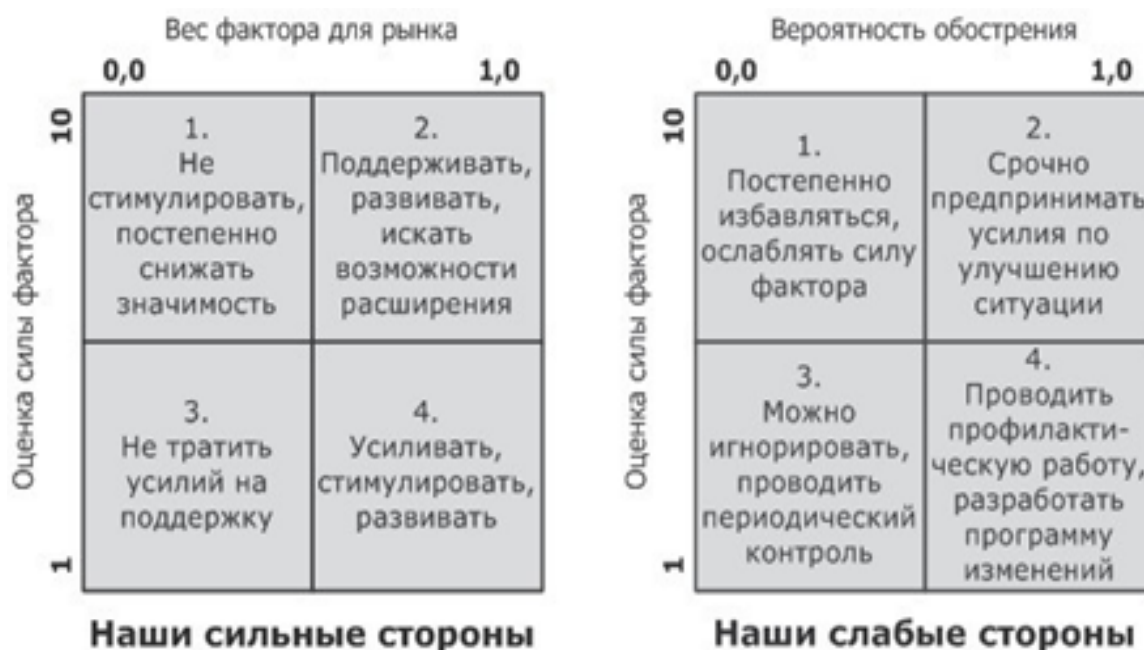 Вес фактора для рынка
0,0 1,0
10
Оценка силы фактора
1
1.
Не
стимулировать,
постепенно
снижать
значимость
2.
Поддерживать,
развивать,
искать
возможности
расширения
3.
Не тратить
усилий на
поддержку
4.
Усиливать,
стимулировать,
развивать
Наши сильные стороны
Вероятность обострения
0,0 1,0
10
Оценка силы фактора
1
1.
Постепенно
избавляться,
ослаблять силу
фактора
2.
Срочно
предпринимать
усилия по
улучшению
ситуации
3.
Можно
игнорировать,
проводить
периодический
контроль
4.
Проводить
профилакти-
ческую работу,
разработать
программу
изменений
Наши слабые стороны